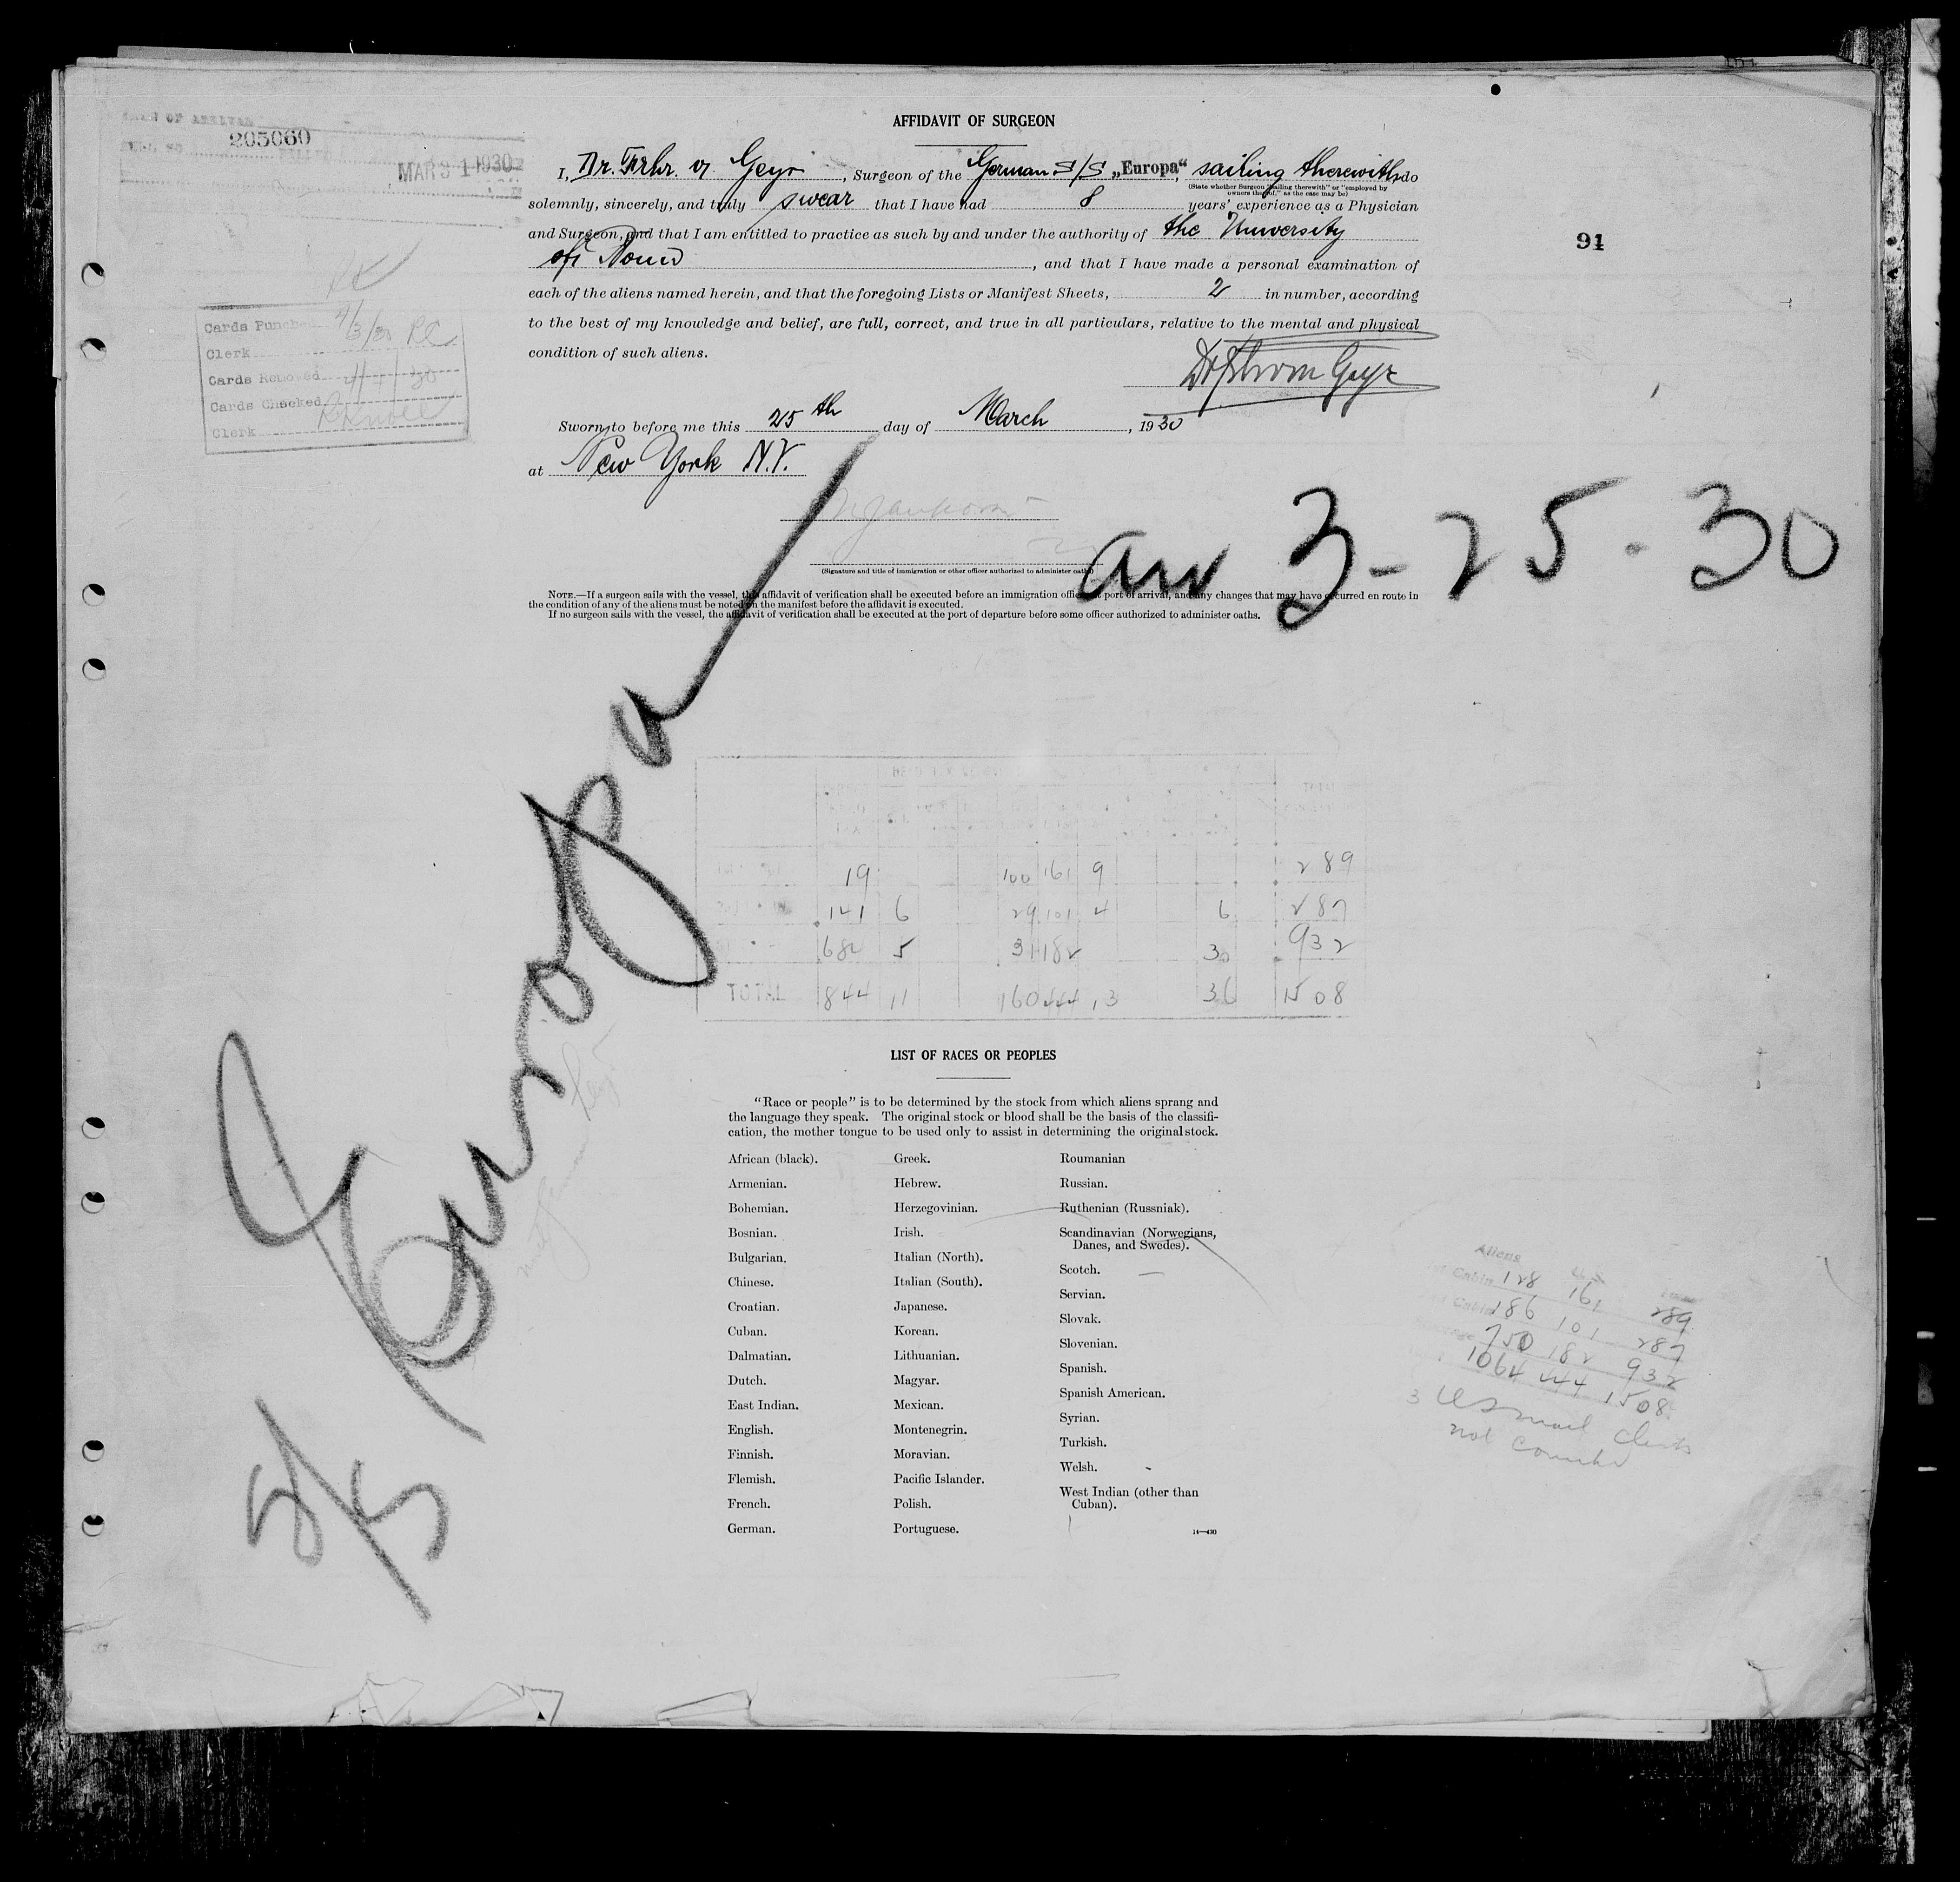 205060
MAR 31 1930
AFFIDAVIT OF SURGEON
I, Dr. Frhr. v. Geyr, Surgeon of the German S/S „Europa“ sailing therewith, do
(State whether Surgeon "sailing therewith" or "employed by
owners thereof," as the case may be)
solemnly, sincerely, and truly swear that I have had 8 years' experience as a Physician
and Surgeon, and that I am entitled to practice as such by and under the authority of the University
of, and that I have made a personal examination of
each of the aliens named herein, and that the foregoing Lists or Manifest Sheets, 2 in number, according
to the best of my knowledge and belief, are full, correct, and true in all particulars, relative to the mental and physical
condition of such aliens.
91
Cards Punched 4/3/30
Clerk
Cards Removed 4/4/30
Cards Checked
Clerk
Sworn to before me this 25th day of March, 1930
at New York N.Y.
(Signature and title of immigration or other officer authorized to administer oaths)
arr 3-25-30
NOTE.—If a surgeon sails with the vessel, this affidavit of verification shall be executed before an immigration officer at port of arrival, and any changes that may have occurred en route in
the condition of any of the aliens must be noted on the manifest before the affidavit is executed.
If no surgeon sails with the vessel, the affidavit of verification shall be executed at the port of departure before some officer authorized to administer oaths.
S/S Europa
TOTAL
19 100 161 9 289
141 6 29 101 4 6 287
684 5 31 182 30 932
TOTAL 844 11 160 444 13 36 1508
LIST OF RACES OR PEOPLES
"Race or people" is to be determined by the stock from which aliens sprang and
the language they speak. The original stock or blood shall be the basis of the classifi-
cation, the mother tongue to be used only to assist in determining the original stock.
African (black).
Armenian.
Bohemian.
Bosnian.
Bulgarian.
Chinese.
Croatian.
Cuban.
Dalmatian.
Dutch.
East Indian.
English.
Finnish.
Flemish.
French.
German.
Greek.
Hebrew.
Herzegovinian.
Irish.
Italian (North).
Italian (South).
Japanese.
Korean.
Lithuanian.
Magyar.
Mexican.
Montenegrin.
Moravian.
Pacific Islander.
Polish.
Portuguese.
Roumanian
Russian.
Ruthenian (Russniak).
Scandinavian (Norwegians,
Danes, and Swedes).
Scotch.
Servian.
Slovak.
Slovenian.
Spanish.
Spanish American.
Syrian.
Turkish.
Welsh.
West Indian (other than
Cuban).
14—430
Aliens U.S.
Cabin 128 161 289
Cabin 186 101 287
750 182 932
1064 444 1508
3 US mail clerks
not counted